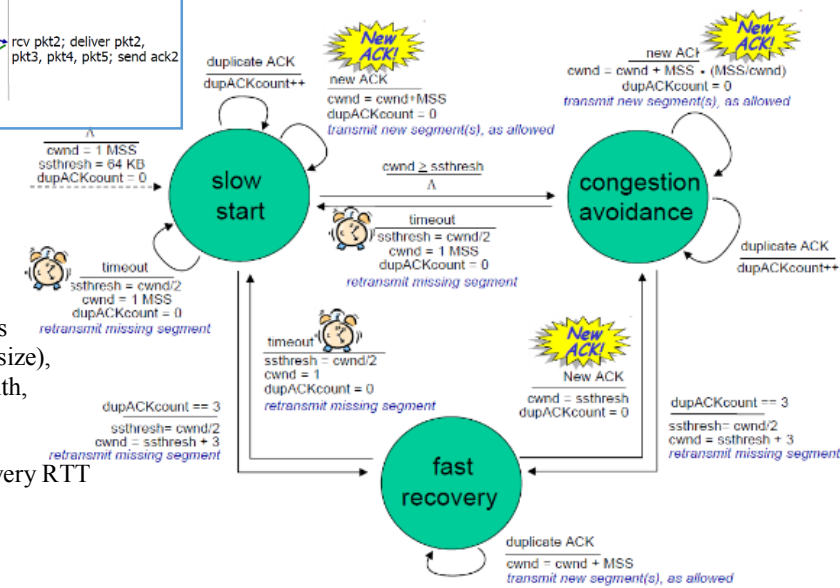 rcv pkt2; deliver pkt2,
pkt3, pkt4, pkt5; send ack2
Λ
cwnd = 1 MSS
ssthresh = 64 KB
dupACKcount = 0
duplicate ACK
dupACKcount++
New
ACK!
new ACK
cwnd = cwnd+MSS
dupACKcount = 0
transmit new segment(s), as allowed
New
ACK!
new ACK
cwnd = cwnd + MSS • (MSS/cwnd)
dupACKcount = 0
transmit new segment(s), as allowed
slow
start
cwnd ≥ ssthresh
Λ
congestion
avoidance
timeout
ssthresh = cwnd/2
cwnd = 1 MSS
dupACKcount = 0
retransmit missing segment
duplicate ACK
dupACKcount++
timeout
ssthresh = cwnd/2
cwnd = 1 MSS
dupACKcount = 0
retransmit missing segment
size),
very RTT
timeout
ssthresh = cwnd/2
cwnd = 1
dupACKcount = 0
retransmit missing segment
New
ACK!
New ACK
cwnd = ssthresh
dupACKcount = 0
dupACKcount == 3
ssthresh= cwnd/2
cwnd = ssthresh + 3
retransmit missing segment
dupACKcount == 3
ssthresh= cwnd/2
cwnd = ssthresh + 3
retransmit missing segment
fast
recovery
duplicate ACK
cwnd = cwnd + MSS
transmit new segment(s), as allowed